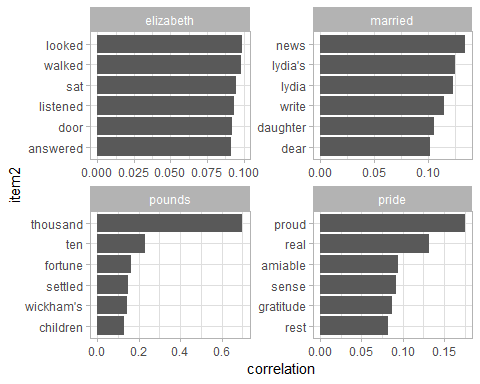 elizabeth
looked
walked
sat
listened
door
answered
0.000 0.025 0.050 0.075 0.100
married
news
lydia's
lydia
write
daughter
dear
0.00 0.05 0.10
item2
pounds
thousand
ten
fortune
settled
wickham's
children
0.0 0.2 0.4 0.6
pride
proud
real
amiable
sense
gratitude
rest
0.00 0.05 0.10 0.15
correlation